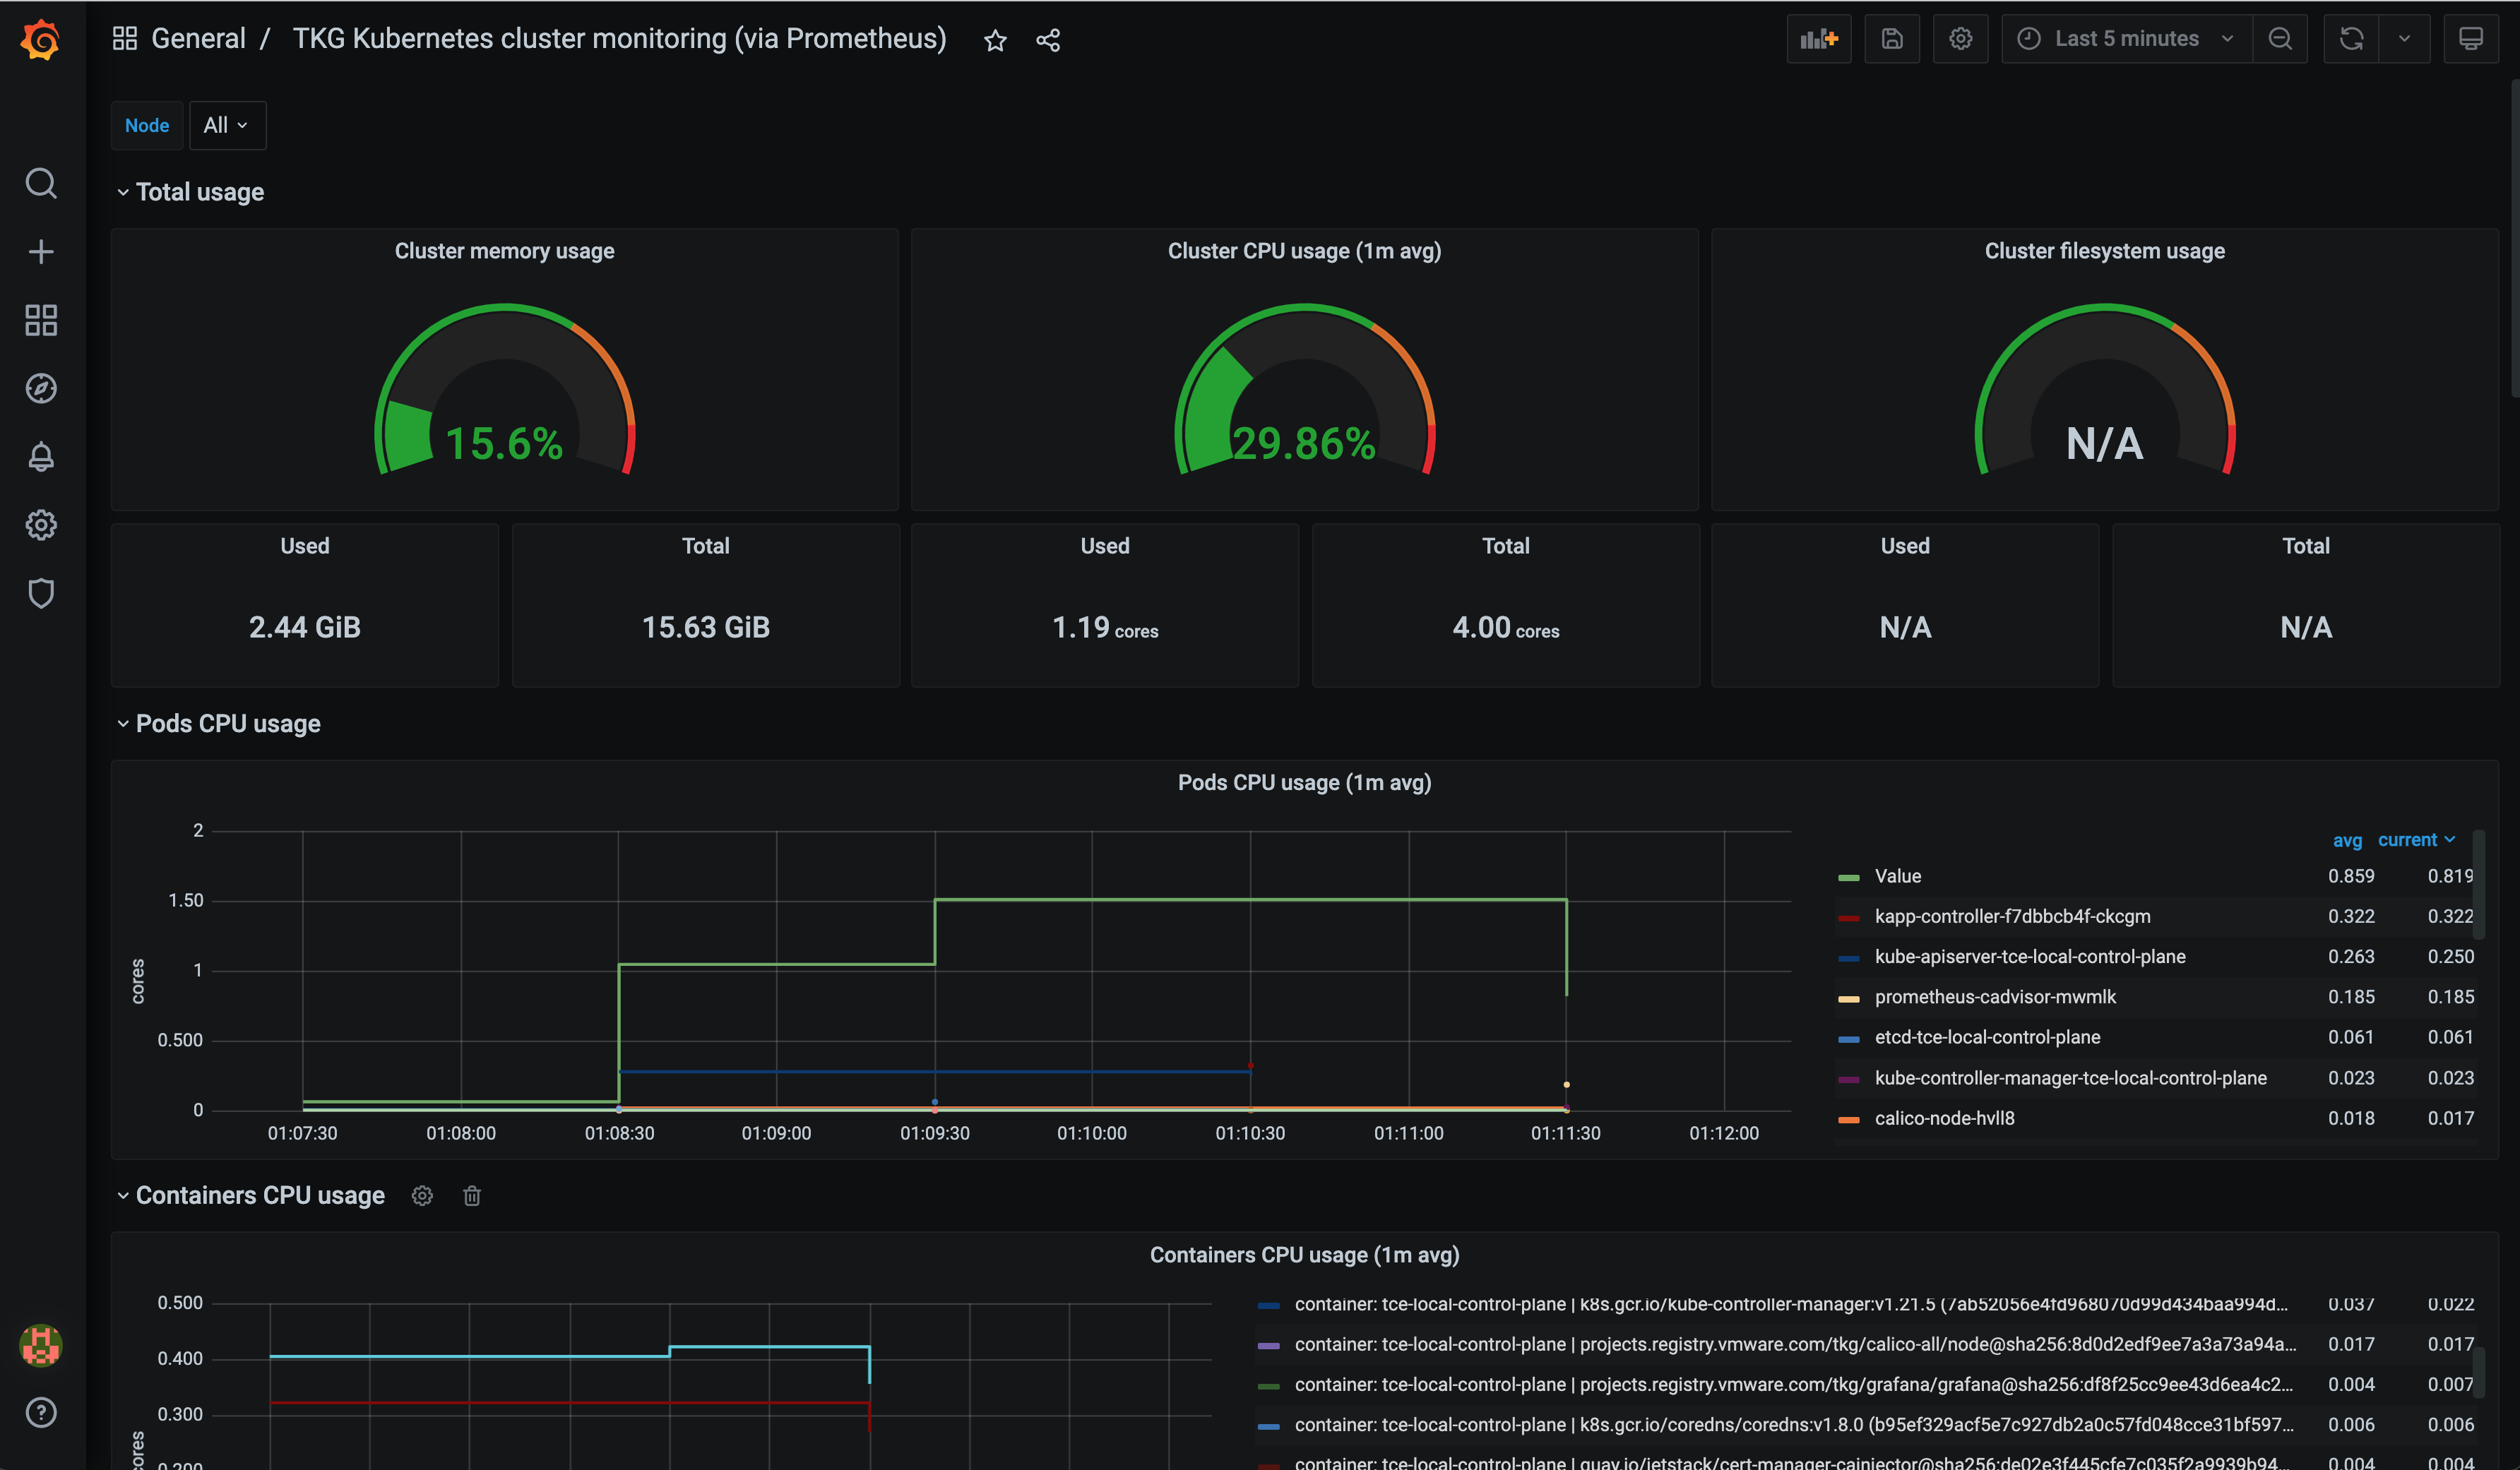 General / TKG Kubernetes cluster monitoring (via Prometheus)
Last 5 minutes
Node All
Total usage
Cluster memory usage
15.6%
Cluster CPU usage (1m avg)
29.86%
Cluster filesystem usage
N/A
Used
2.44 GiB
Total
15.63 GiB
Used
1.19 cores
Total
4.00 cores
Used
N/A
Total
N/A
Pods CPU usage
Pods CPU usage (1m avg)
cores
2
1.50
1
0.500
0
01:07:30 01:08:00 01:08:30 01:09:00 01:09:30 01:10:00 01:10:30 01:11:00 01:11:30 01:12:00
avg current
Value 0.859 0.819
kapp-controller-f7dbbcb4f-ckcgm 0.322 0.322
kube-apiserver-tce-local-control-plane 0.263 0.250
prometheus-cadvisor-mwmlk 0.185 0.185
etcd-tce-local-control-plane 0.061 0.061
kube-controller-manager-tce-local-control-plane 0.023 0.023
calico-node-hvll8 0.018 0.017
Containers CPU usage
Containers CPU usage (1m avg)
cores
0.500
0.400
0.300
0.200
container: tce-local-control-plane | k8s.gcr.io/kube-controller-manager:v1.21.5 (7ab52056e4fd968070d99d434baa994d... 0.037 0.022
container: tce-local-control-plane | projects.registry.vmware.com/tkg/calico-all/node@sha256:8d0d2edf9ee7a3a73a94a... 0.017 0.017
container: tce-local-control-plane | projects.registry.vmware.com/tkg/grafana/grafana@sha256:df8f25cc9ee43d6ea4c2... 0.004 0.007
container: tce-local-control-plane | k8s.gcr.io/coredns/coredns:v1.8.0 (b95ef329acf5e7c927db2a0c57fd048cce31bf597... 0.006 0.006
container: tce-local-control-plane | quay.io/jetstack/cert-manager-cainjector@sha256:de02e3f445cfe7c035f2a9939b94... 0.004 0.004